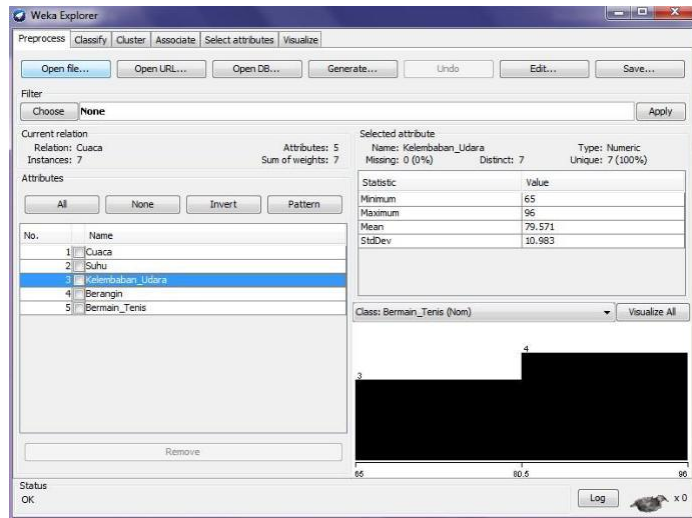 Weka Explorer
Preprocess Classify Cluster Associate Select attributes Visualize
Open file... Open URL... Open DB... Generate... Undo Edit... Save...
Filter
Choose None Apply
Current relation
Relation: Cuaca Attributes: 5
Instances: 7 Sum of weights: 7
Attributes
All None Invert Pattern
No. Name
1 Cuaca
2 Suhu
3 Kelembaban_Udara
4 Berangin
5 Bermain_Tenis
Remove
Selected attribute
Name: Kelembaban_Udara Type: Numeric
Missing: 0 (0%) Distinct: 7 Unique: 7 (100%)
Statistic Value
Minimum 65
Maximum 96
Mean 79.571
StdDev 10.983
Class: Bermain_Tenis (Nom) Visualize All
4
3
65 80.5 96
Status
OK
Log x 0